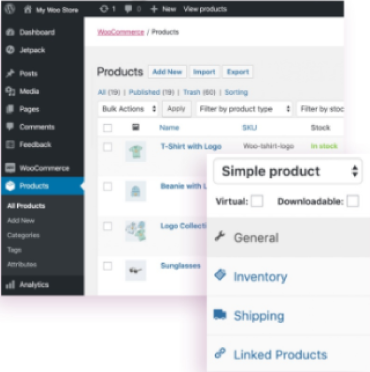 My Woo Store 1 0 + New View products
Dashboard
Jetpack
Posts
Media
Pages
Comments
Feedback
WooCommerce
Products
All Products
Add New
Categories
Tags
Attributes
Analytics
WooCommerce / Products
Products Add New Import Export
All (19) | Published (19) | Trash (60) | Sorting
Bulk Actions Apply Filter by product type Filter by stoc
Name SKU Stock
T-Shirt with Logo Woo-tshirt-logo In stock
Beanie with L
Logo Collecti
Sunglasses
Simple product
Virtual: Downloadable:
General
Inventory
Shipping
Linked Products